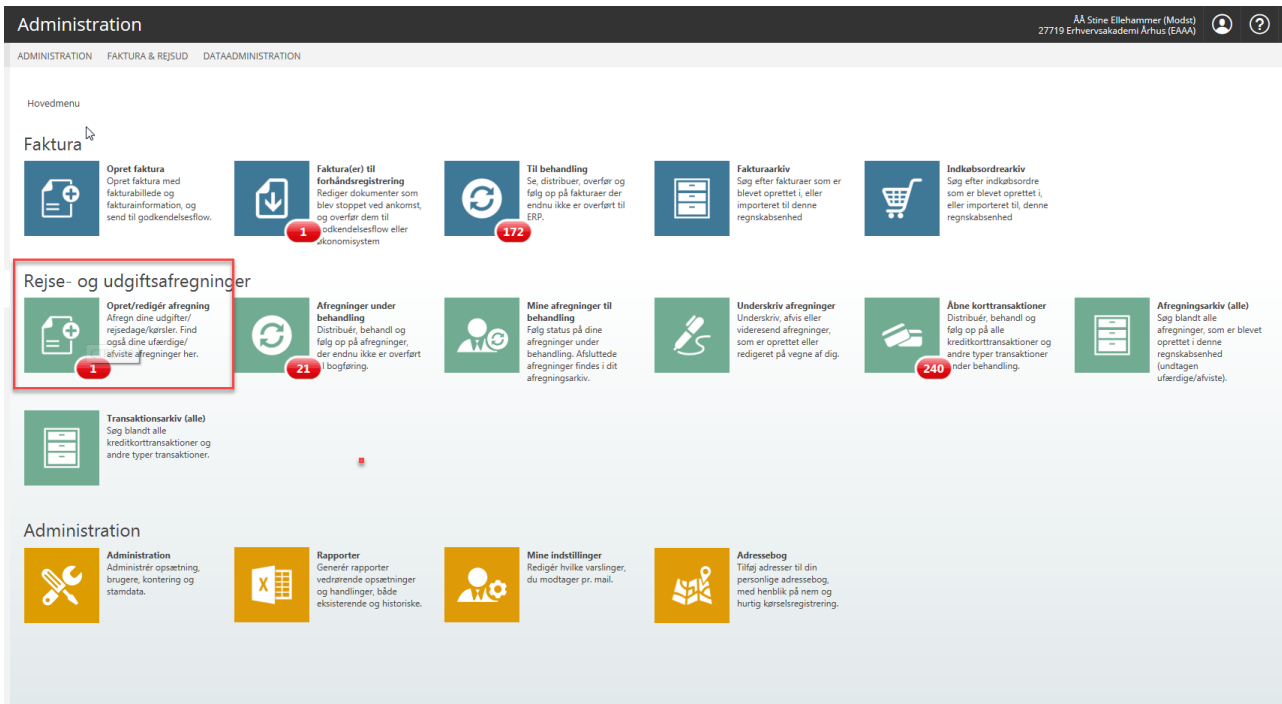 Administration
ÅÅ Stine Ellehammer (Modst)
27719 Erhvervsakademi Århus (EAAA)
ADMINISTRATION FAKTURA & REJSUD DATAADMINISTRATION
Hovedmenu
Faktura
Opret faktura
Opret faktura med
fakturabillede og
fakturainformation, og
send til godkendelsesflow.
Faktura(er) til
forhåndsregistrering
Rediger dokumenter som
blev stoppet ved ankomst,
og overfør dem til
godkendelsesflow eller
økonomisystem
1
Til behandling
Se, distribuer, overfør og
følg op på fakturaer der
endnu ikke er overført til
ERP.
172
Fakturaarkiv
Søg efter fakturaer som er
blevet oprettet i, eller
importeret til denne
regnskabsenhed
Indkøbsordrearkiv
Søg efter indkøbsordre
som er blevet oprettet i,
eller importeret til, denne
regnskabsenhed
Rejse- og udgiftsafregninger
Opret/redigér afregning
Afregn dine udgifter/
rejsedage/kørsler. Find
også dine ufærdige/
afviste afregninger her.
1
Afregninger under
behandling
Distribuér, behandl og
følg op på afregninger,
der endnu ikke er overført
l bogføring.
21
Mine afregninger til
behandling
Følg status på dine
afregninger under
behandling. Afsluttede
afregninger findes i dit
afregningsarkiv.
Underskriv afregninger
Underskriv, afvis eller
videresend afregninger,
som er oprettet eller
redigeret på vegne af dig.
Åbne korttransaktioner
Distribuér, behandl og
følg op på alle
kreditkorttransaktioner og
andre typer transaktioner
under behandling.
240
Afregningsarkiv (alle)
Søg blandt alle
afregninger, som er blevet
oprettet i denne
regnskabsenhed
(undtagen
ufærdige/afviste).
Transaktionsarkiv (alle)
Søg blandt alle
kreditkorttransaktioner og
andre typer transaktioner.
Administration
Administration
Administrér opsætning,
brugere, kontering og
stamdata.
Rapporter
Generér rapporter
vedrørende opsætninger
og handlinger, både
eksisterende og historiske.
Mine indstillinger
Redigér hvilke varslinger,
du modtager pr. mail.
Adressebog
Tilføj adresser til din
personlige adressebog,
med henblik på nem og
hurtig kørselsregistrering.